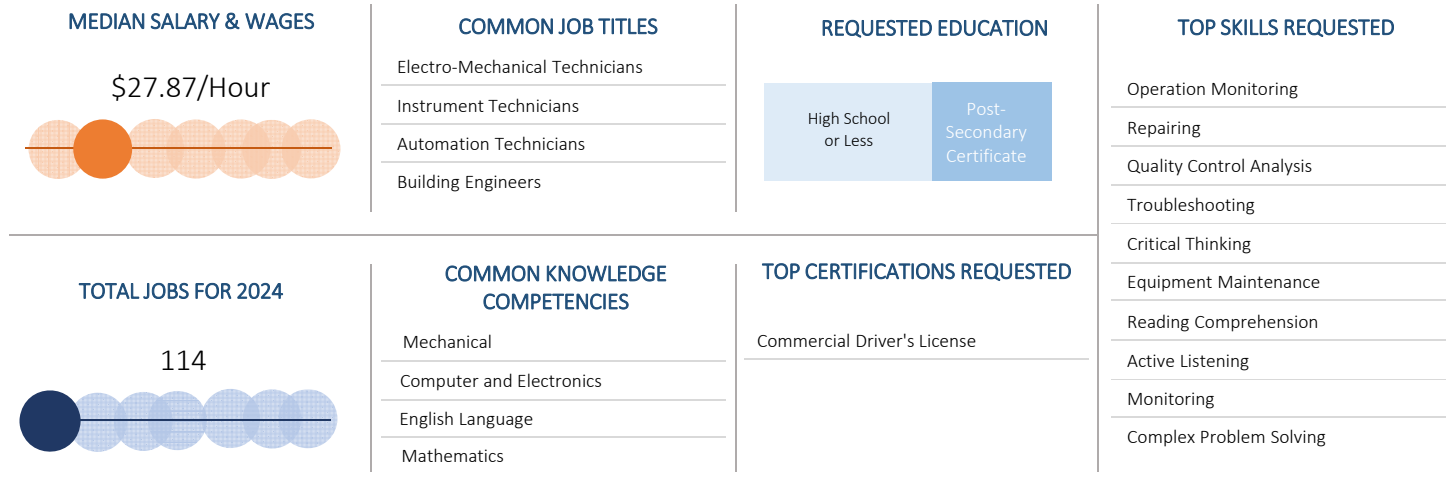 MEDIAN SALARY & WAGES
$27.87/Hour
COMMON JOB TITLES
Electro-Mechanical Technicians
Instrument Technicians
Automation Technicians
Building Engineers
REQUESTED EDUCATION
High School
or Less
Post-
Secondary
Certificate
TOTAL JOBS FOR 2024
114
COMMON KNOWLEDGE
COMPETENCIES
Mechanical
Computer and Electronics
English Language
Mathematics
TOP CERTIFICATIONS REQUESTED
Commercial Driver's License
TOP SKILLS REQUESTED
Operation Monitoring
Repairing
Quality Control Analysis
Troubleshooting
Critical Thinking
Equipment Maintenance
Reading Comprehension
Active Listening
Monitoring
Complex Problem Solving